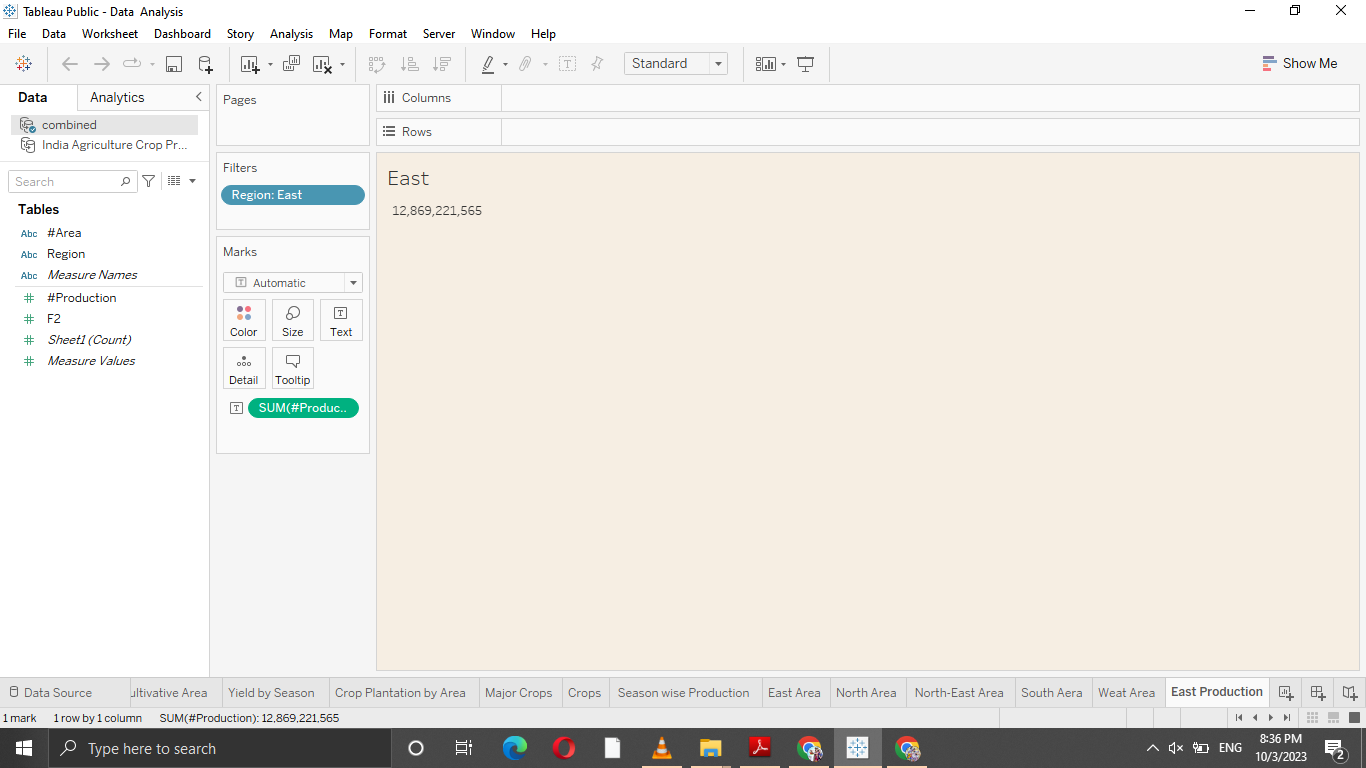 Tableau Public - Data  Analysis
File Data Worksheet Dashboard Story Analysis Map Format Server Window Help
Standard
Show Me
Data Analytics
combined
India Agriculture Crop Pr...
Search
Tables
Abc #Area
Abc Region
Abc Measure Names
#Production
F2
Sheet1 (Count)
Measure Values
Pages
Filters
Region: East
Marks
Automatic
Color Size Text
Detail Tooltip
SUM(#Produc..
Columns
Rows
East
12,869,221,565
Data Source ultivative Area Yield by Season Crop Plantation by Area Major Crops Crops Season wise Production East Area North Area North-East Area South Aera Weat Area East Production
1 mark 1 row by 1 column SUM(#Production): 12,869,221,565
Type here to search
ENG
8:36 PM
10/3/2023
2